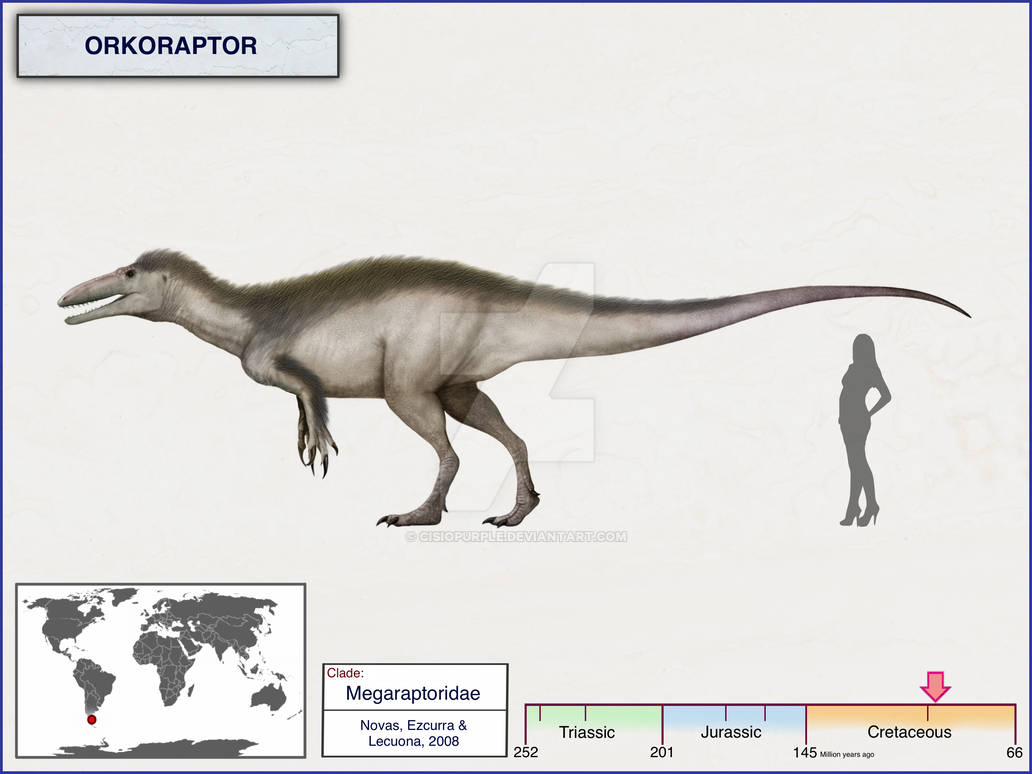 ORKORAPTOR
© CISIOPURPLE.DEVIANTART.COM
Clade:
Megaraptoridae
Novas, Ezcurra &
Lecuona, 2008
Triassic
Jurassic
Cretaceous
252
201
145
Million years ago
66